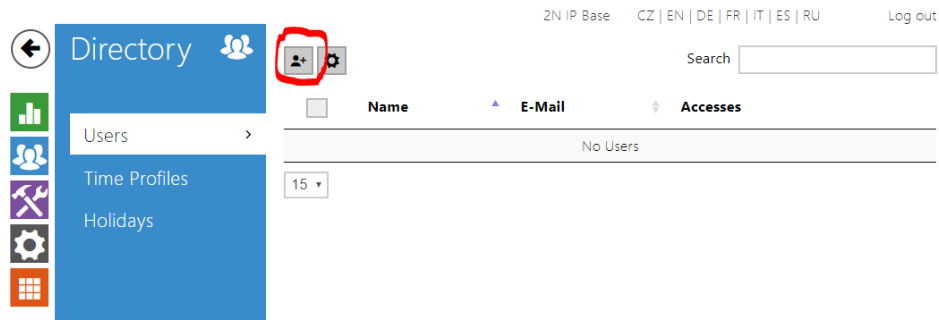 2N IP Base CZ | EN | DE | FR | IT | ES | RU Log out
Directory
Search
Name E-Mail Accesses
Users
No Users
Time Profiles
15
Holidays